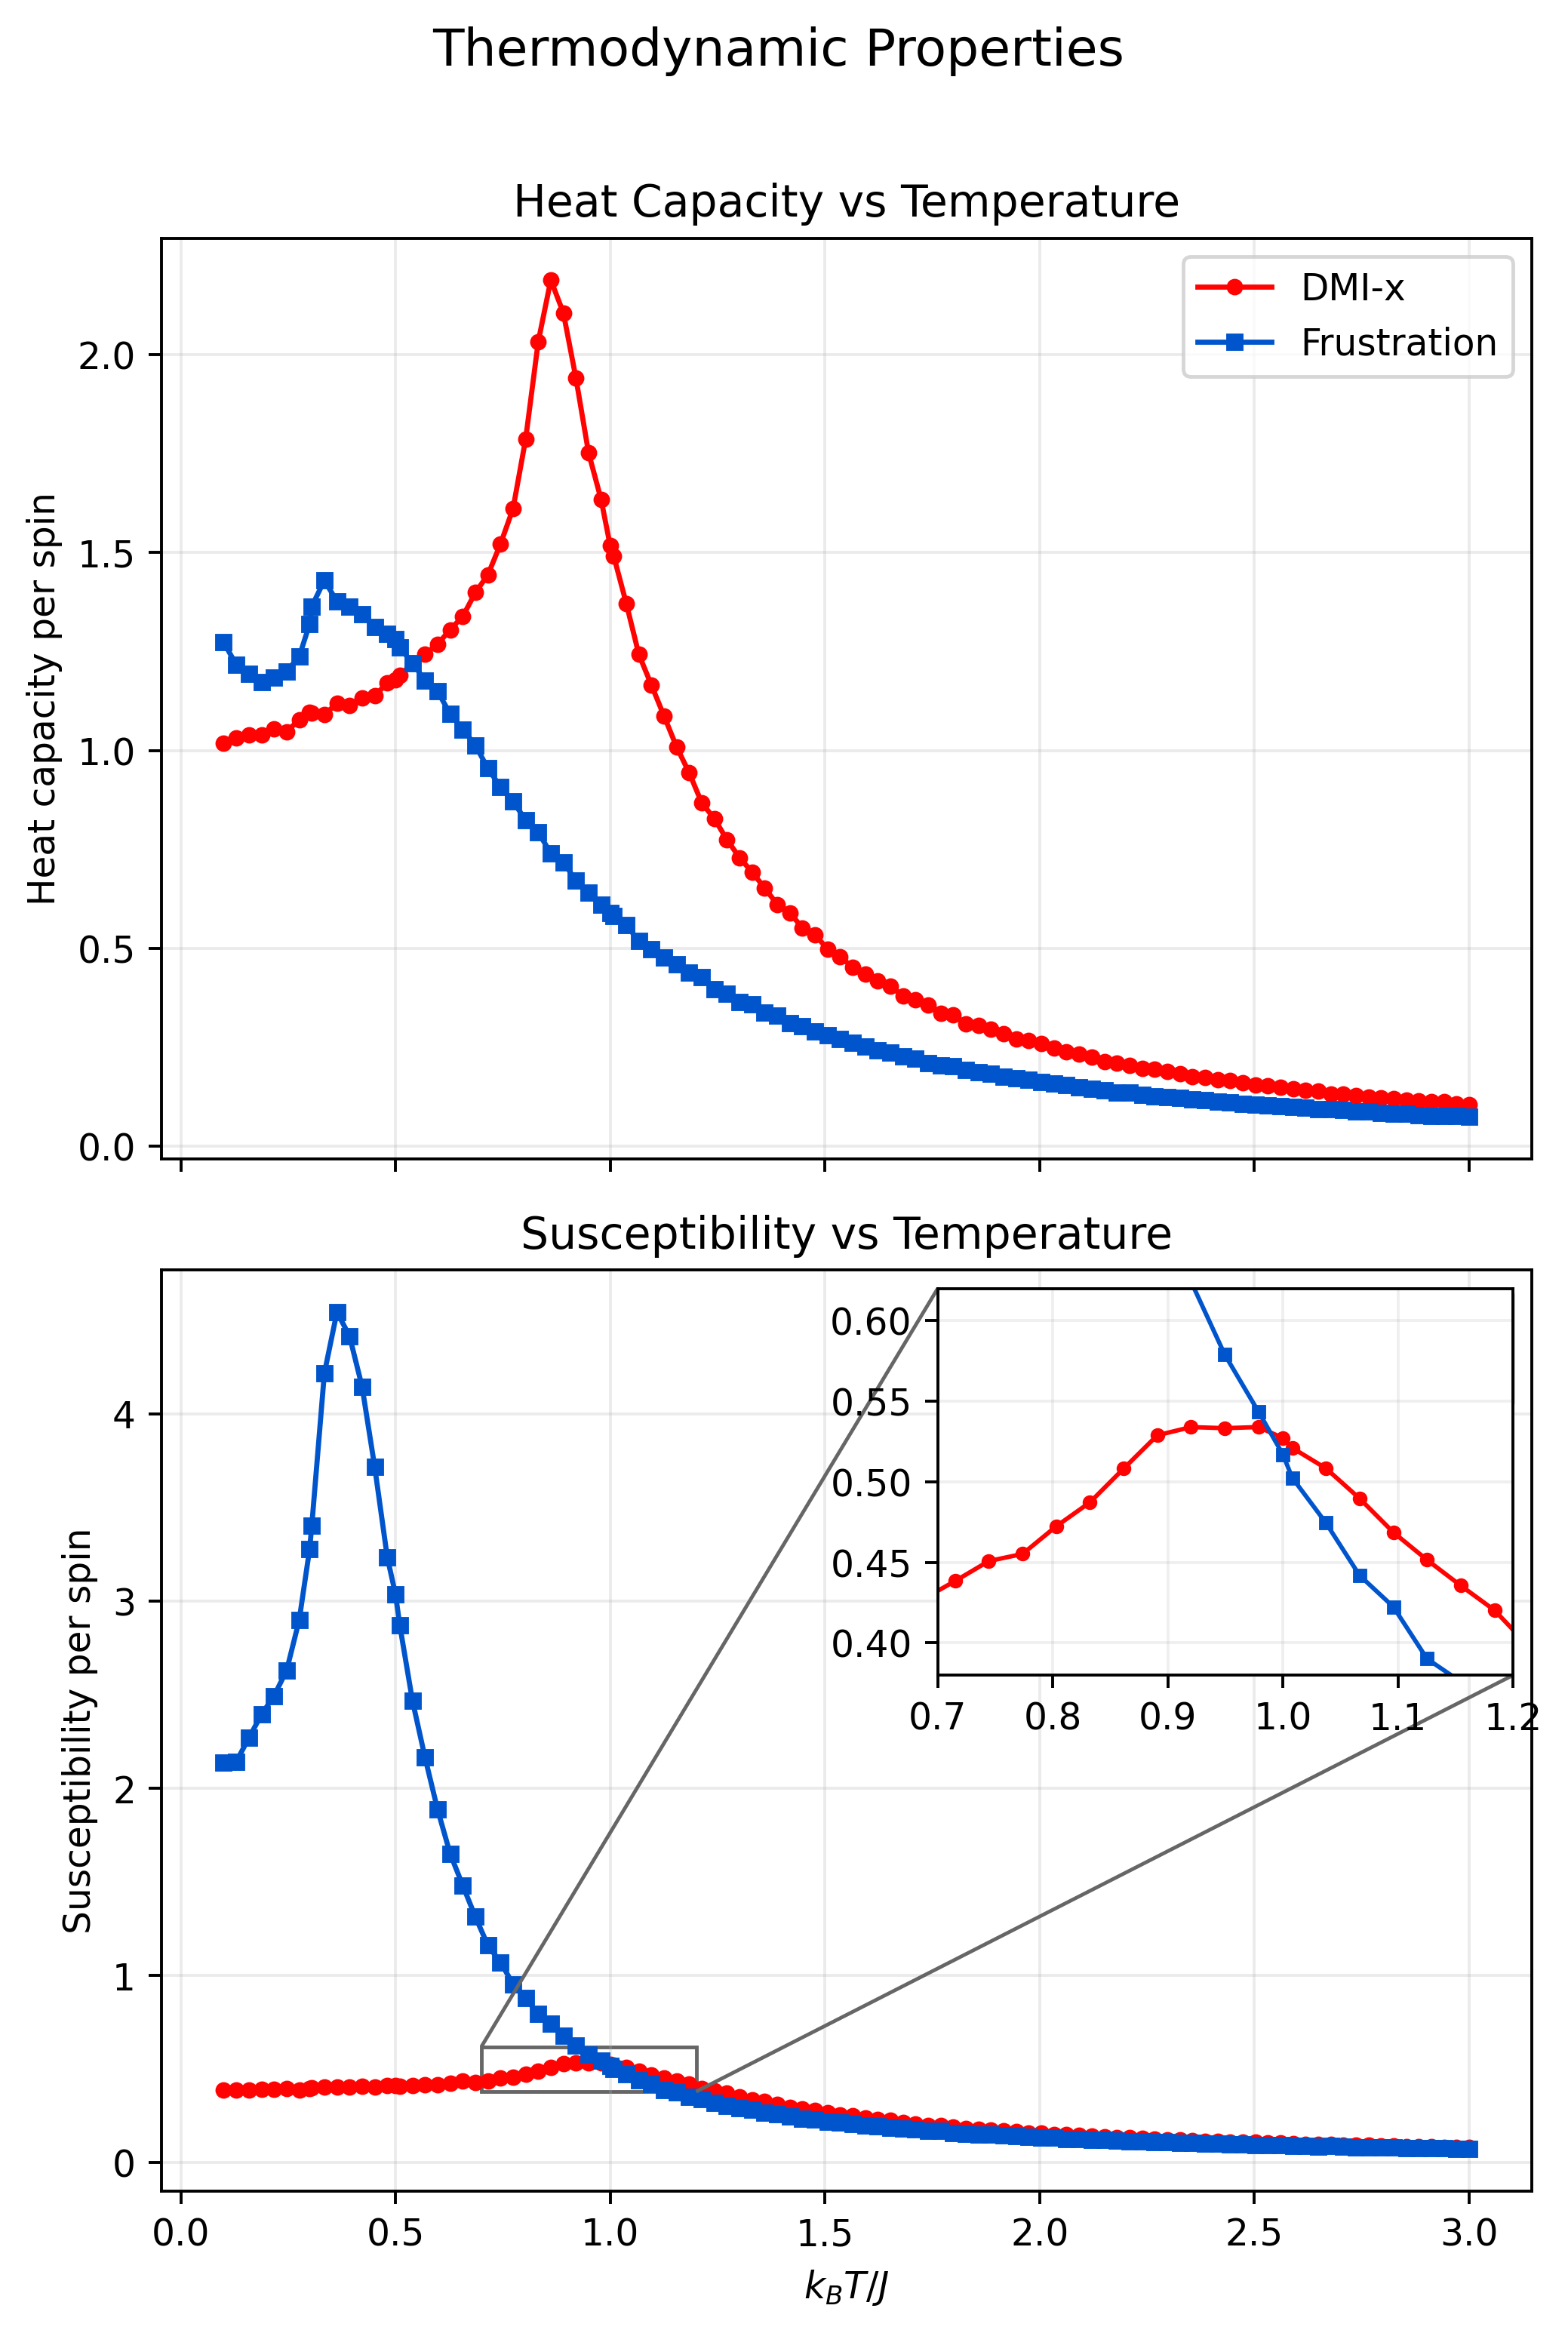 Thermodynamic Properties
Heat Capacity vs Temperature
DMI-x
Frustration
Heat capacity per spin
2.0
1.5
1.0
0.5
0.0
Susceptibility vs Temperature
Susceptibility per spin
4
3
2
1
0
0.60
0.55
0.50
0.45
0.40
0.7 0.8 0.9 1.0 1.1 1.2
0.0 0.5 1.0 1.5 2.0 2.5 3.0
k_BT/J